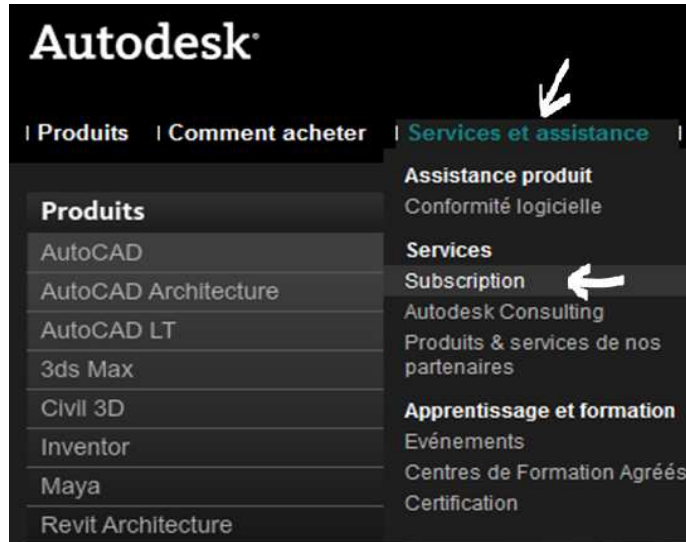 Autodesk
| Produits | Comment acheter | Services et assistance |
Produits
AutoCAD
AutoCAD Architecture
AutoCAD LT
3ds Max
Civil 3D
Inventor
Maya
Revit Architecture
Assistance produit
Conformité logicielle
Services
Subscription
Autodesk Consulting
Produits & services de nos
partenaires
Apprentissage et formation
Evénements
Centres de Formation Agréés
Certification